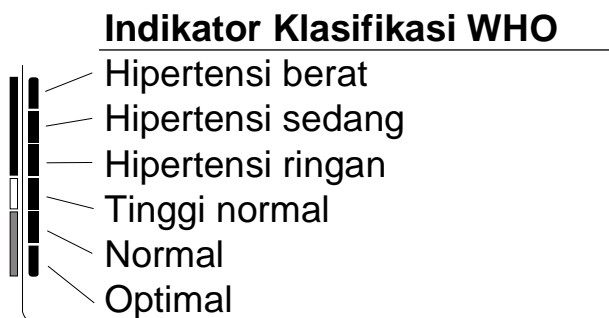 Indikator Klasifikasi WHO
Hipertensi berat
Hipertensi sedang
Hipertensi ringan
Tinggi normal
Normal
Optimal